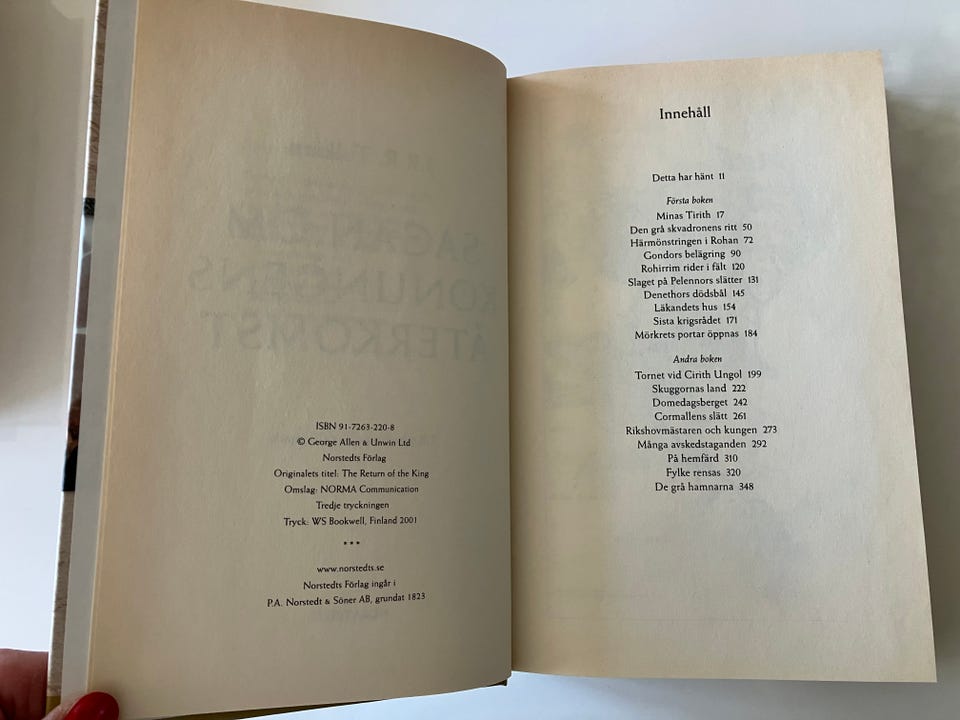 ISBN 91-7263-220-8
© George Allen & Unwin Ltd
Norstedts Förlag
Originalets titel: The Return of the King
Omslag: NORMA Communication
Tredje tryckningen
Tryck: WS Bookwell, Finland 2001
***
www.norstedts.se
Norstedts Förlag ingår i
P.A. Norstedt & Söner AB, grundat 1823
Innehåll
Detta har hänt 11
Första boken
Minas Tirith 17
Den grå skvadronens ritt 50
Härmönstringen i Rohan 72
Gondors belägring 90
Rohirrim rider i fält 120
Slaget på Pelennors slätter 131
Denethors dödsbål 145
Läkandets hus 154
Sista krigsrådet 171
Mörkrets portar öppnas 184
Andra boken
Tornet vid Cirith Ungol 199
Skuggornas land 222
Domedagsberget 242
Cormallens slätt 261
Rikshovmästaren och kungen 273
Många avskedstaganden 292
På hemfärd 310
Fylke rensas 320
De grå hamnarna 348